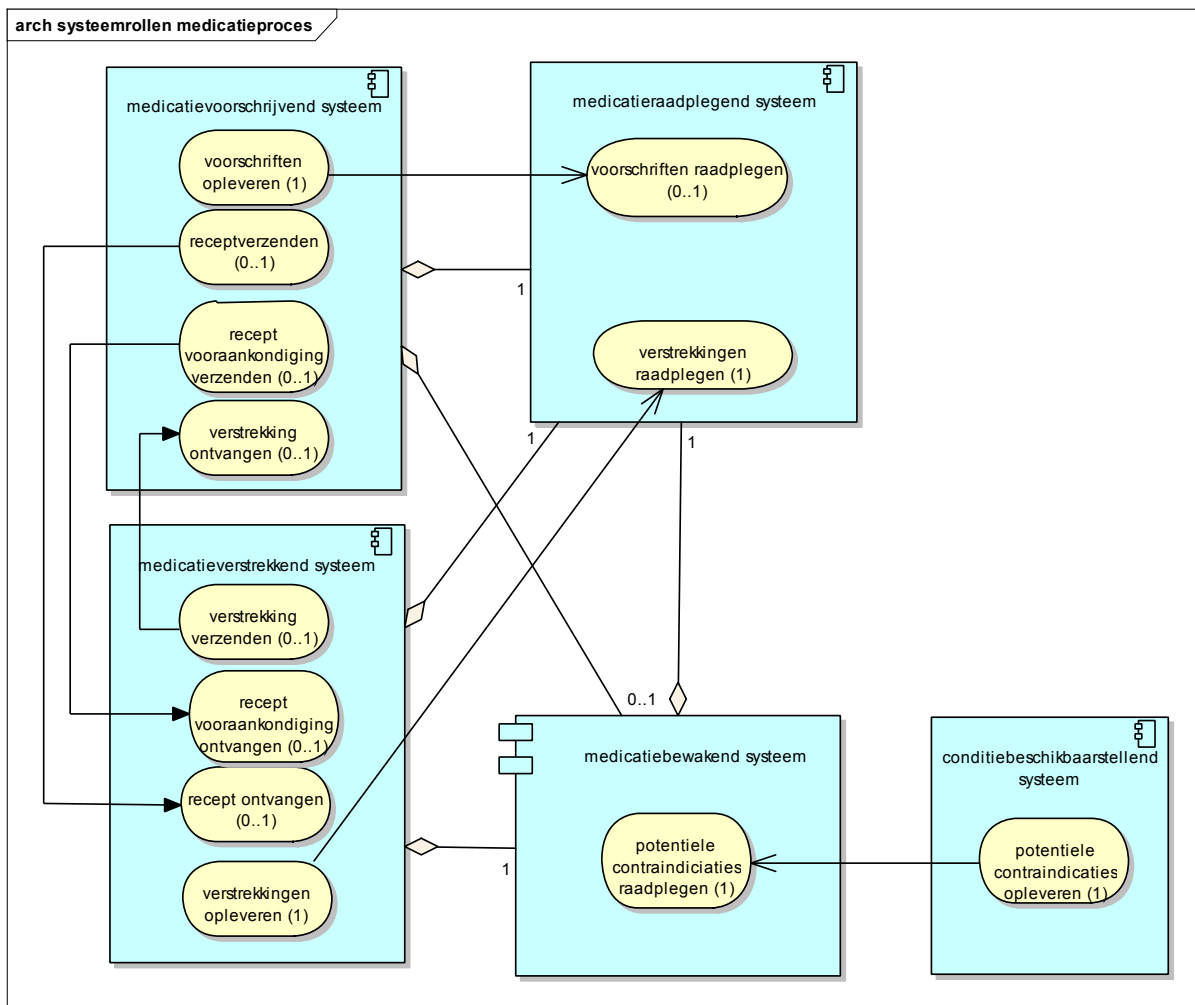 arch systeemrollen medicatieproces
medicatievoorschrijvend systeem
voorschriften
opleveren (1)
receptverzenden
(0..1)
recept
vooraankondiging
verzenden (0..1)
verstrekking
ontvangen (0..1)
medicatieraadplegend systeem
voorschriften raadplegen
(0..1)
verstrekkingen
raadplegen (1)
1
1
1
medicatieverstrekkend systeem
verstrekking
verzenden (0..1)
recept
vooraankondiging
ontvangen (0..1)
recept ontvangen
(0..1)
verstrekkingen
opleveren (1)
0..1
1
medicatiebewakend systeem
potentiele
contraindiciaties
raadplegen (1)
conditiebeschikbaarstellend
systeem
potentiele
contraindicaties
opleveren (1)